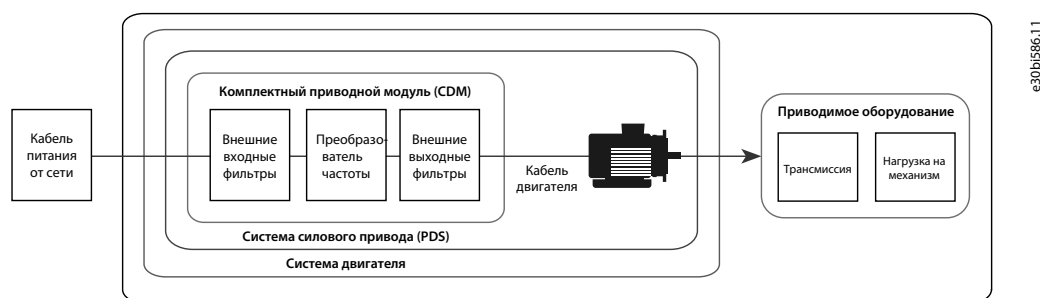 Кабель
питания
от сети
Комплектный приводной модуль (CDM)
Внешние
входные
фильтры
Преобразо-
ватель
частоты
Внешние
выходные
фильтры
Кабель
двигателя
Приводимое оборудование
Трансмиссия
Нагрузка на
механизм
Система силового привода (PDS)
Система двигателя
e30bi586.11